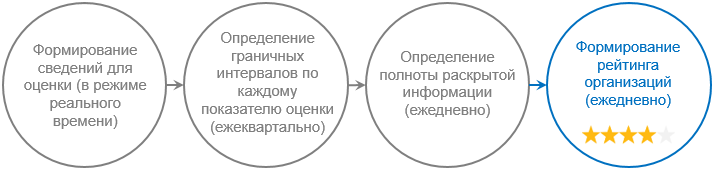 Формирование
сведений для
оценки (в режиме
реального
времени)
Определение
граничных
интервалов по
каждому
показателю оценки
(ежеквартально)
Определение
полноты раскрытой
информации
(ежедневно)
Формирование
рейтинга
организаций
(ежедневно)